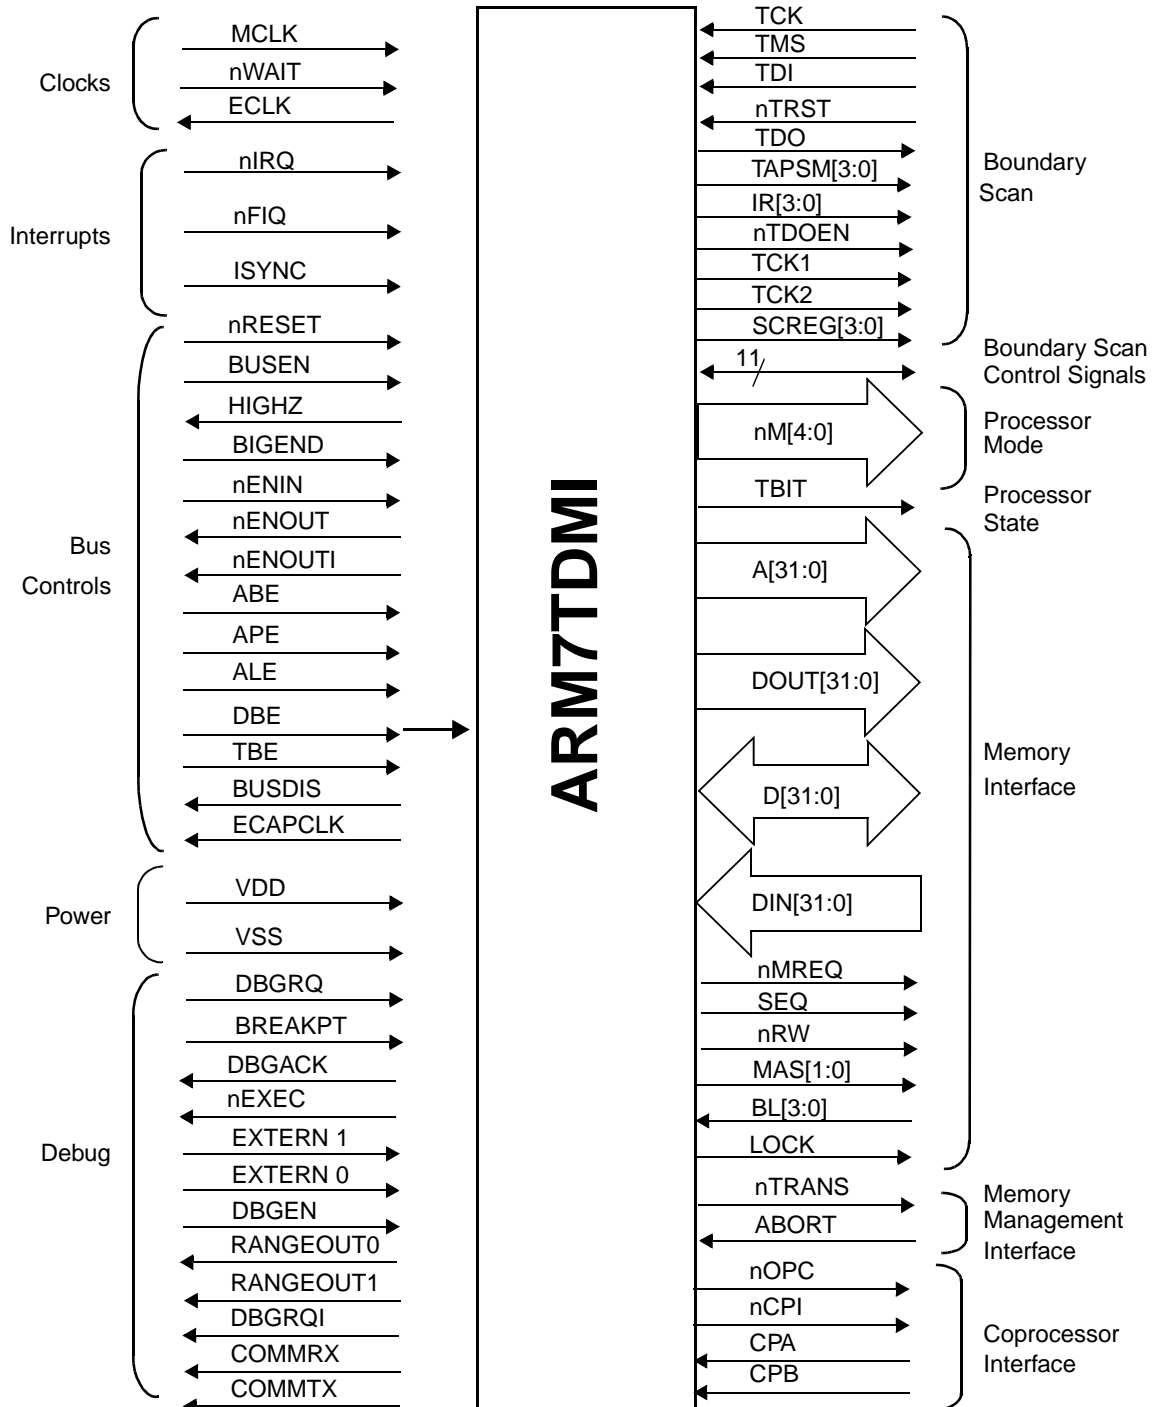 Clocks
MCLK
nWAIT
ECLK
Interrupts
nIRQ
nFIQ
ISYNC
Bus
Controls
nRESET
BUSEN
HIGHZ
BIGEND
nENIN
nENOUT
nENOUTI
ABE
APE
ALE
DBE
TBE
BUSDIS
ECAPCLK
Power
VDD
VSS
Debug
DBGRQ
BREAKPT
DBGACK
nEXEC
EXTERN 1
EXTERN 0
DBGEN
RANGEOUT0
RANGEOUT1
DBGRQI
COMMRX
COMMTX
ARM7TDMI
TCK
TMS
TDI
nTRST
TDO
TAPSM[3:0]
IR[3:0]
nTDOEN
TCK1
TCK2
SCREG[3:0]
Boundary
Scan
11
Boundary Scan
Control Signals
nM[4:0]
Processor
Mode
TBIT
Processor
State
A[31:0]
DOUT[31:0]
D[31:0]
DIN[31:0]
nMREQ
SEQ
nRW
MAS[1:0]
BL[3:0]
LOCK
Memory
Interface
nTRANS
ABORT
Memory
Management
Interface
nOPC
nCPI
CPA
CPB
Coprocessor
Interface